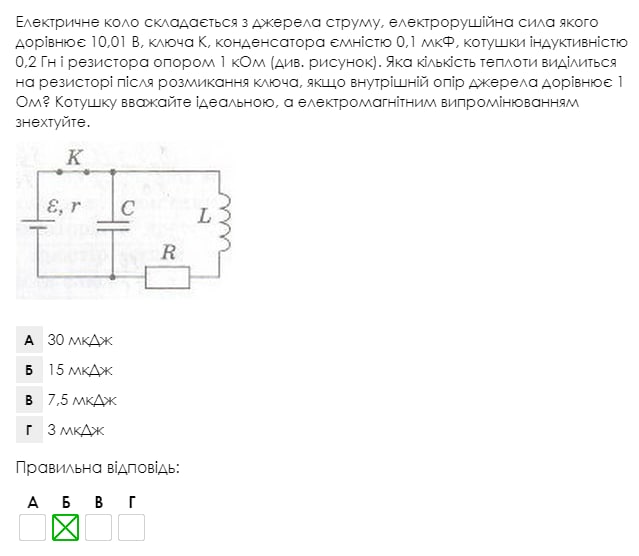 Електричне коло складається з джерела струму, електрорушійна сила якого
дорівнює 10,01 В, ключа К, конденсатора ємністю 0,1 мкФ, котушки індуктивністю
0,2 Гн і резистора опором 1 кОм (див. рисунок). Яка кількість теплоти виділиться
на резисторі після розмикання ключа, якщо внутрішній опір джерела дорівнює 1
Ом? Котушку вважайте ідеальною, а електромагнітним випромінюванням
знехтуйте.
K
ℰ, r
C
L
R
А 30 мкДж
Б 15 мкДж
В 7,5 мкДж
Г 3 мкДж
Правильна відповідь:
А Б В Г